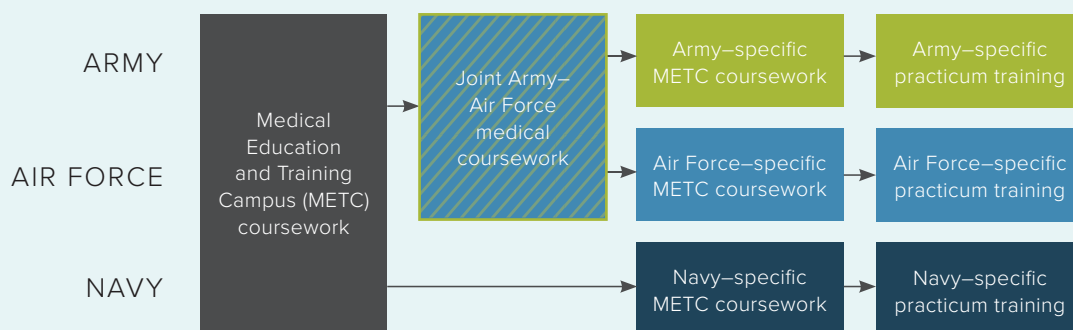 ARMY
AIR FORCE
NAVY
Medical
Education
and Training
Campus (METC)
coursework
Joint Army–
Air Force
medical
coursework
Army–specific
METC coursework
Army–specific
practicum training
Air Force–specific
METC coursework
Air Force–specific
practicum training
Navy–specific
METC coursework
Navy–specific
practicum training